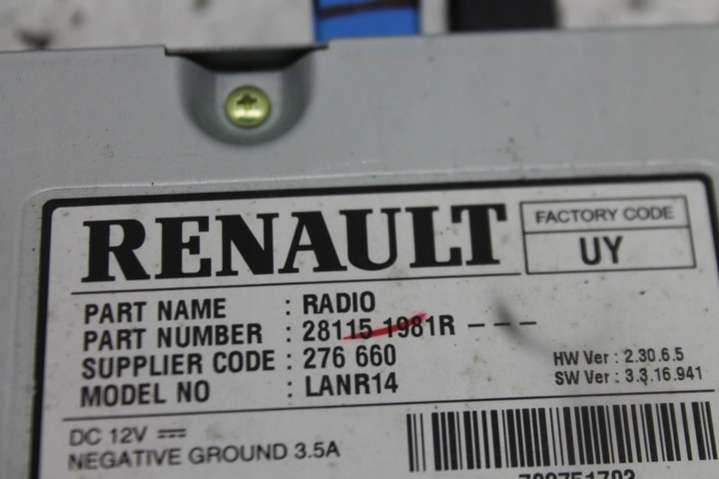 RENAULT
FACTORY CODE
UY
PART NAME : RADIO
PART NUMBER : 28115 1981R - - -
SUPPLIER CODE : 276 660
MODEL NO : LANR14
HW Ver : 2.30.6.5
SW Ver : 3.3.16.941
DC 12V
NEGATIVE GROUND 3.5A